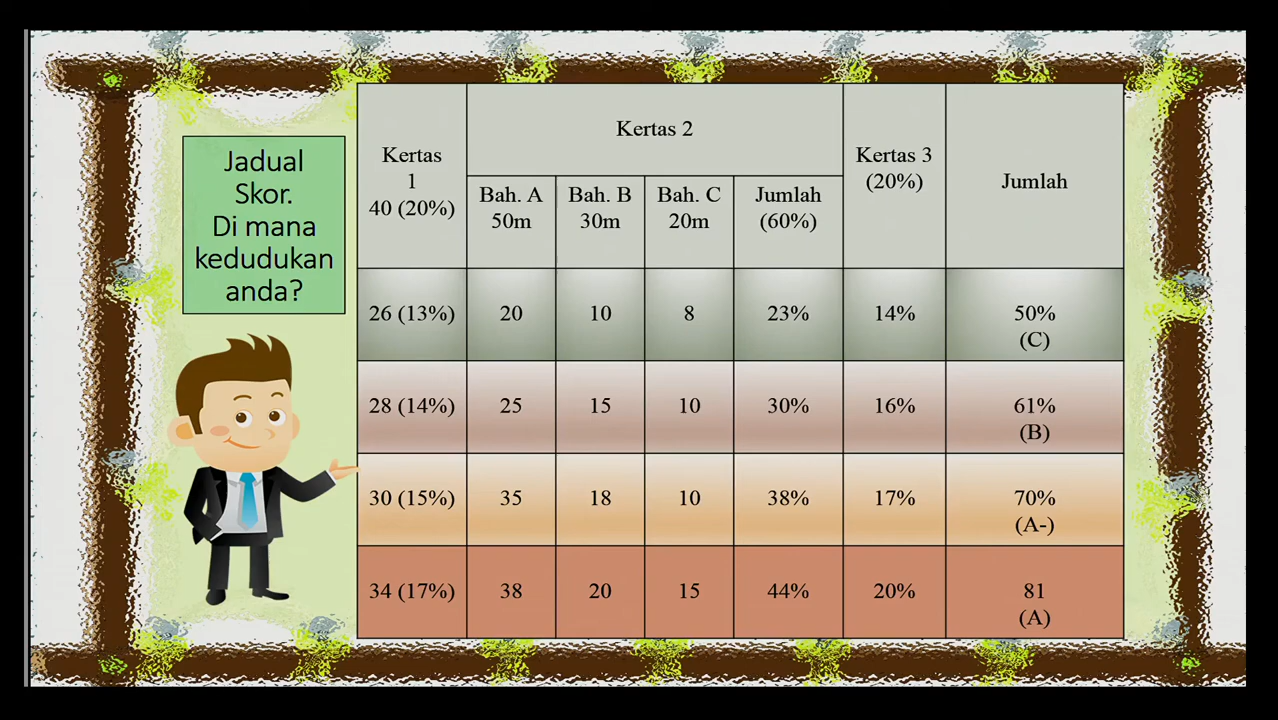 Jadual
Skor.
Di mana
kedudukan
anda?
Kertas
1
40 (20%)
Kertas 2
Kertas 3
(20%)
Jumlah
Bah. A
50m
Bah. B
30m
Bah. C
20m
Jumlah
(60%)
26 (13%) 20 10 8 23% 14% 50%
(C)
28 (14%) 25 15 10 30% 16% 61%
(B)
30 (15%) 35 18 10 38% 17% 70%
(A-)
34 (17%) 38 20 15 44% 20% 81
(A)